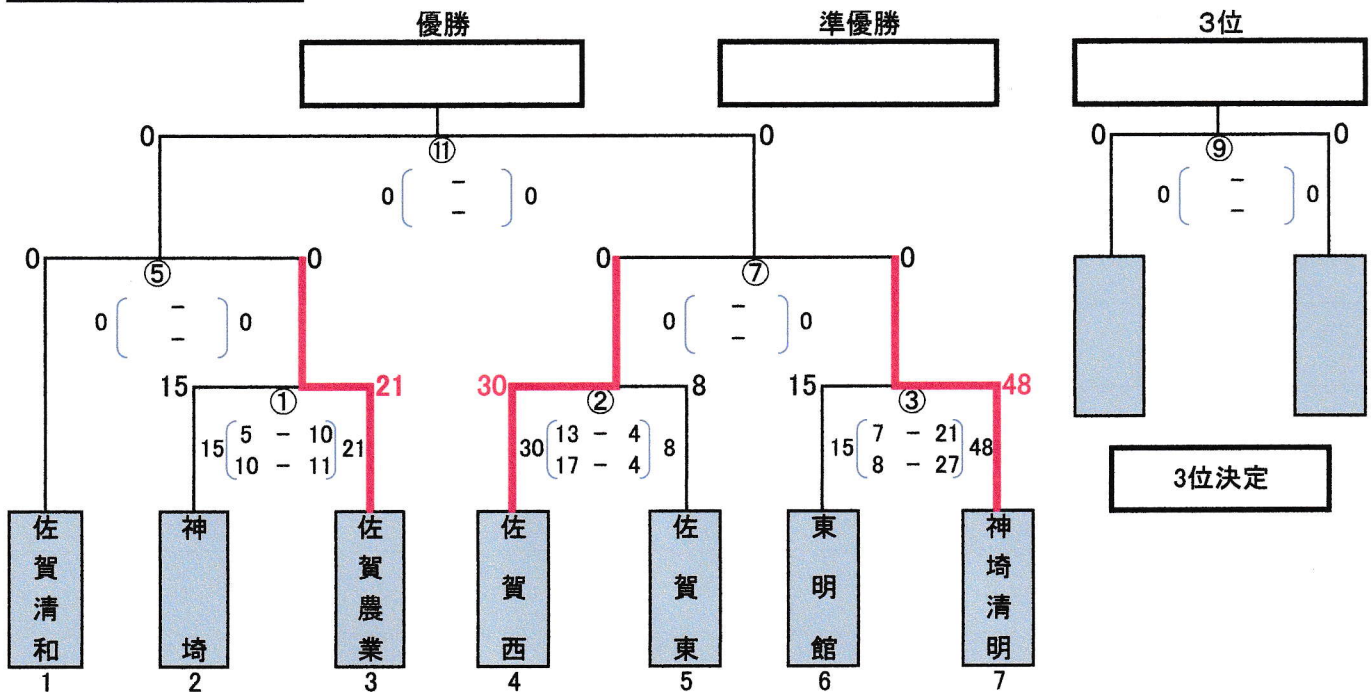 優勝
準優勝
3位
0 0
⑪
0 ( - ) 0
( - )
0 0
⑨
0 ( - ) 0
( - )
0 0
⑤
0 ( - ) 0
( - )
0 0
⑦
0 ( - ) 0
( - )
15 21
①
15 ( 5 - 10 ) 21
( 10 - 11 )
30 8
②
30 ( 13 - 4 ) 8
( 17 - 4 )
15 48
③
15 ( 7 - 21 ) 48
( 8 - 27 )
3位決定
佐賀清和
神埼
佐賀農業
佐賀西
佐賀東
東明館
神埼清明
1 2 3 4 5 6 7